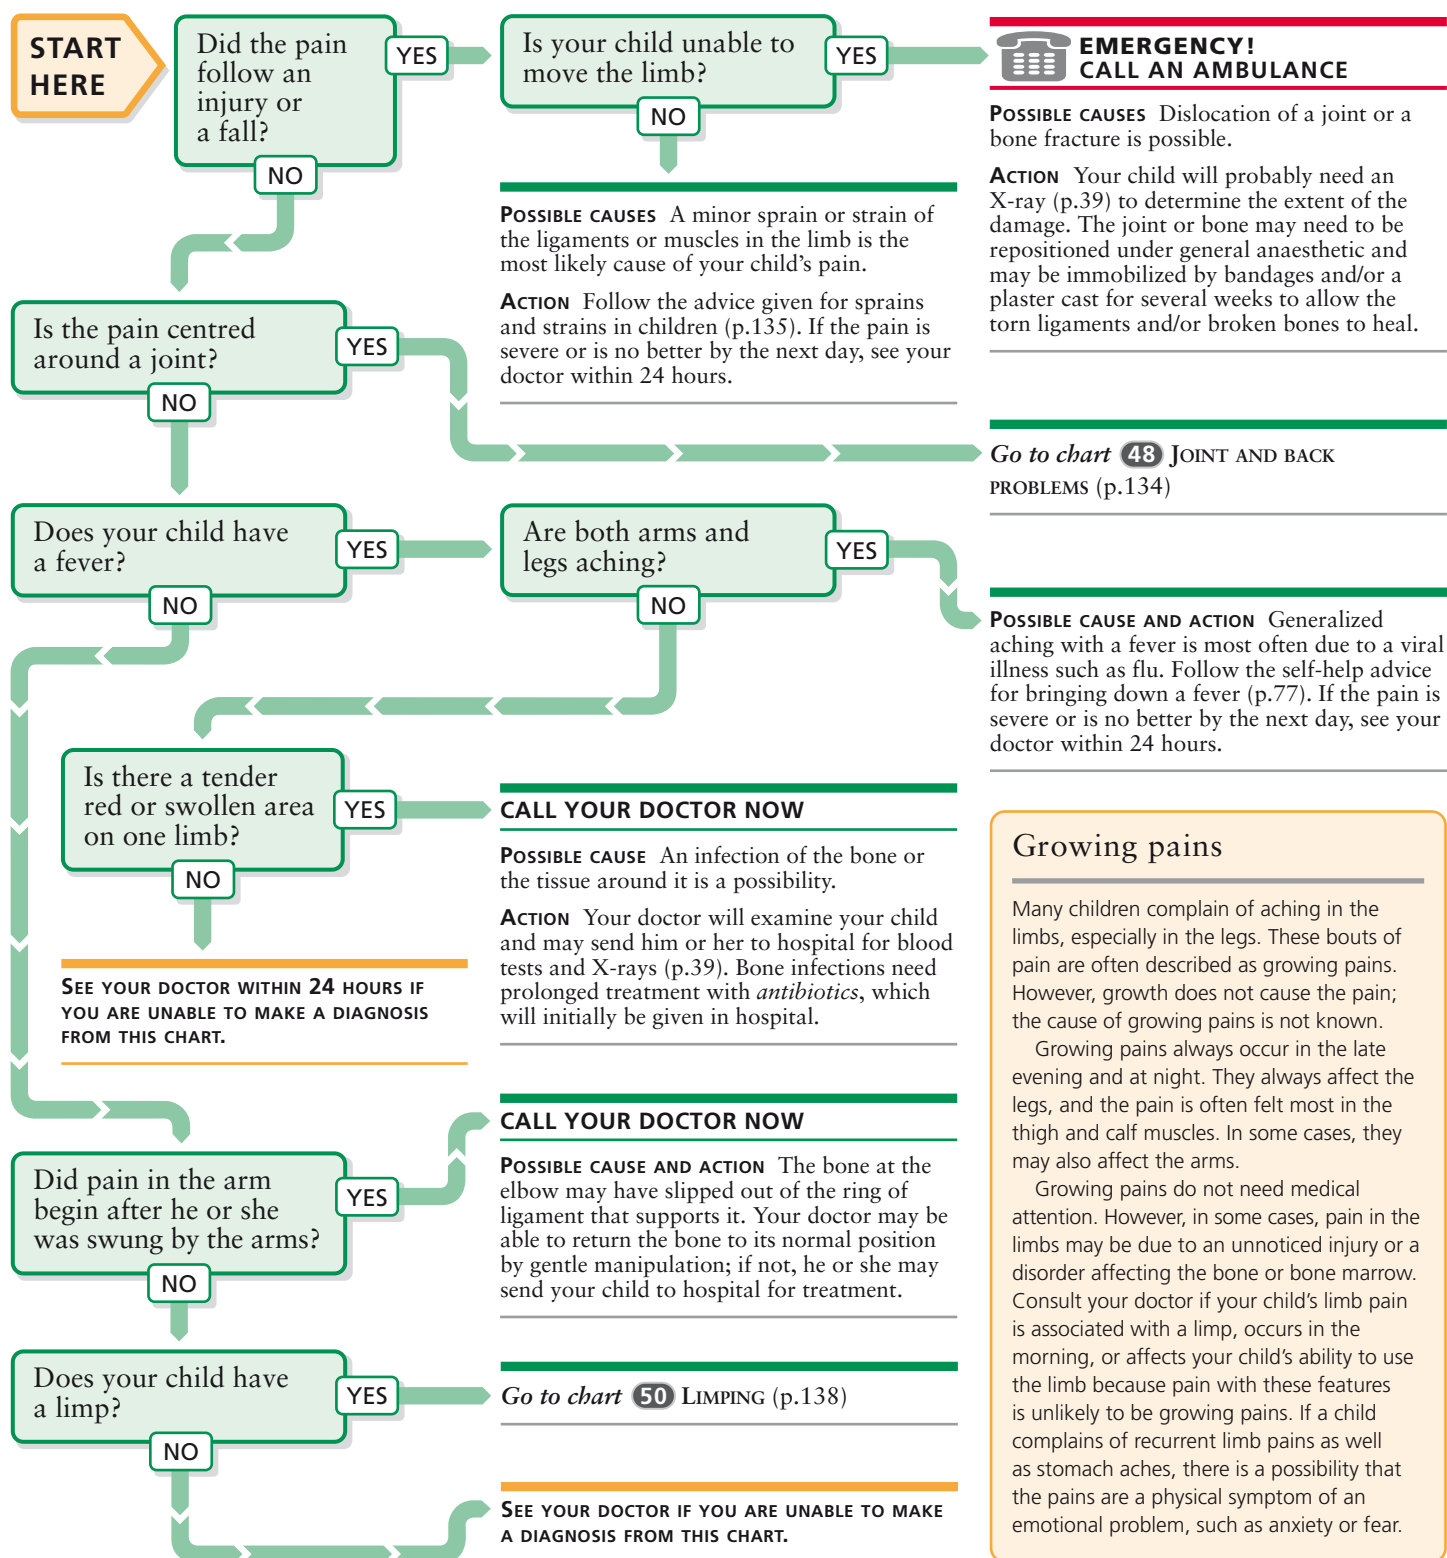 START
HERE
Did the pain
follow an
injury or
a fall?
YES
NO
Is your child unable to
move the limb?
YES
NO
EMERGENCY!
CALL AN AMBULANCE
POSSIBLE CAUSES Dislocation of a joint or a
bone fracture is possible.
ACTION Your child will probably need an
X-ray (p.39) to determine the extent of the
damage. The joint or bone may need to be
repositioned under general anaesthetic and
may be immobilized by bandages and/or a
plaster cast for several weeks to allow the
torn ligaments and/or broken bones to heal.
POSSIBLE CAUSES A minor sprain or strain of
the ligaments or muscles in the limb is the
most likely cause of your child's pain.
ACTION Follow the advice given for sprains
and strains in children (p.135). If the pain is
severe or is no better by the next day, see your
doctor within 24 hours.
Is the pain centred
around a joint?
YES
NO
Go to chart 48 JOINT AND BACK
PROBLEMS (p.134)
Does your child have
a fever?
YES
NO
Are both arms and
legs aching?
YES
NO
POSSIBLE CAUSE AND ACTION Generalized
aching with a fever is most often due to a viral
illness such as flu. Follow the self-help advice
for bringing down a fever (p.77). If the pain is
severe or is no better by the next day, see your
doctor within 24 hours.
Is there a tender
red or swollen area
on one limb?
YES
NO
CALL YOUR DOCTOR NOW
POSSIBLE CAUSE An infection of the bone or
the tissue around it is a possibility.
ACTION Your doctor will examine your child
and may send him or her to hospital for blood
tests and X-rays (p.39). Bone infections need
prolonged treatment with antibiotics, which
will initially be given in hospital.
SEE YOUR DOCTOR WITHIN 24 HOURS IF
YOU ARE UNABLE TO MAKE A DIAGNOSIS
FROM THIS CHART.
Did pain in the arm
begin after he or she
was swung by the arms?
YES
NO
CALL YOUR DOCTOR NOW
POSSIBLE CAUSE AND ACTION The bone at the
elbow may have slipped out of the ring of
ligament that supports it. Your doctor may be
able to return the bone to its normal position
by gentle manipulation; if not, he or she may
send your child to hospital for treatment.
Does your child have
a limp?
YES
NO
Go to chart 50 LIMPING (p.138)
SEE YOUR DOCTOR IF YOU ARE UNABLE TO MAKE
A DIAGNOSIS FROM THIS CHART.
Growing pains
Many children complain of aching in the
limbs, especially in the legs. These bouts of
pain are often described as growing pains.
However, growth does not cause the pain;
the cause of growing pains is not known.
Growing pains always occur in the late
evening and at night. They always affect the
legs, and the pain is often felt most in the
thigh and calf muscles. In some cases, they
may also affect the arms.
Growing pains do not need medical
attention. However, in some cases, pain in the
limbs may be due to an unnoticed injury or a
disorder affecting the bone or bone marrow.
Consult your doctor if your child's limb pain
is associated with a limp, occurs in the
morning, or affects your child's ability to use
the limb because pain with these features
is unlikely to be growing pains. If a child
complains of recurrent limb pains as well
as stomach aches, there is a possibility that
the pains are a physical symptom of an
emotional problem, such as anxiety or fear.